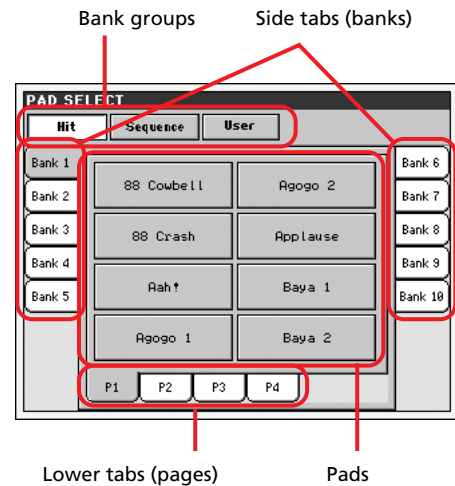 Bank groups
Side tabs (banks)
PAD SELECT
Hit
Sequence
User
Bank 1
Bank 2
Bank 3
Bank 4
Bank 5
88 Cowbell
Agogo 2
88 Crash
Applause
Aah!
Baya 1
Agogo 1
Baya 2
Bank 6
Bank 7
Bank 8
Bank 9
Bank 10
P1
P2
P3
P4
Lower tabs (pages)
Pads